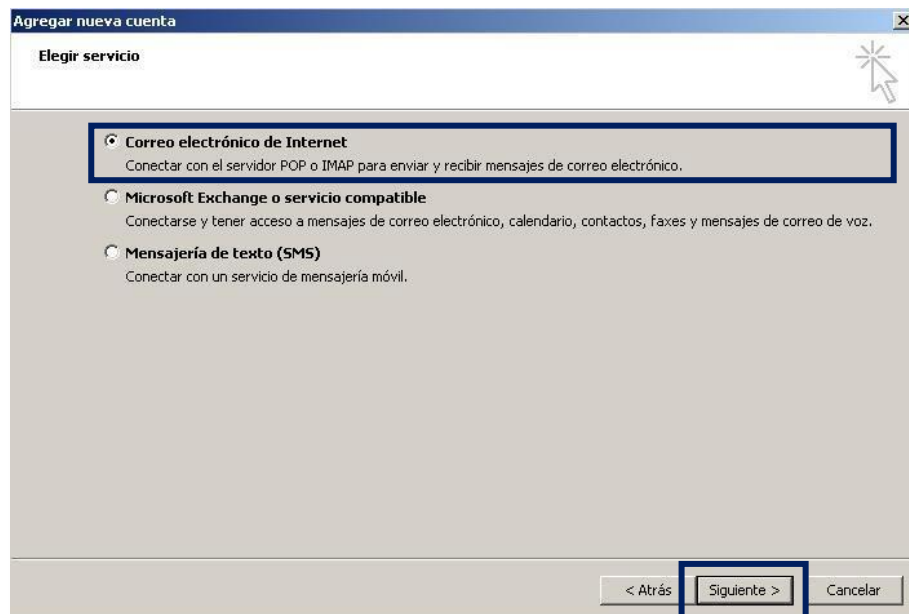 Agregar nueva cuenta
Elegir servicio
Correo electrónico de Internet
Conectar con el servidor POP o IMAP para enviar y recibir mensajes de correo electrónico.
Microsoft Exchange o servicio compatible
Conectarse y tener acceso a mensajes de correo electrónico, calendario, contactos, faxes y mensajes de correo de voz.
Mensajería de texto (SMS)
Conectar con un servicio de mensajería móvil.
< Atrás Siguiente > Cancelar